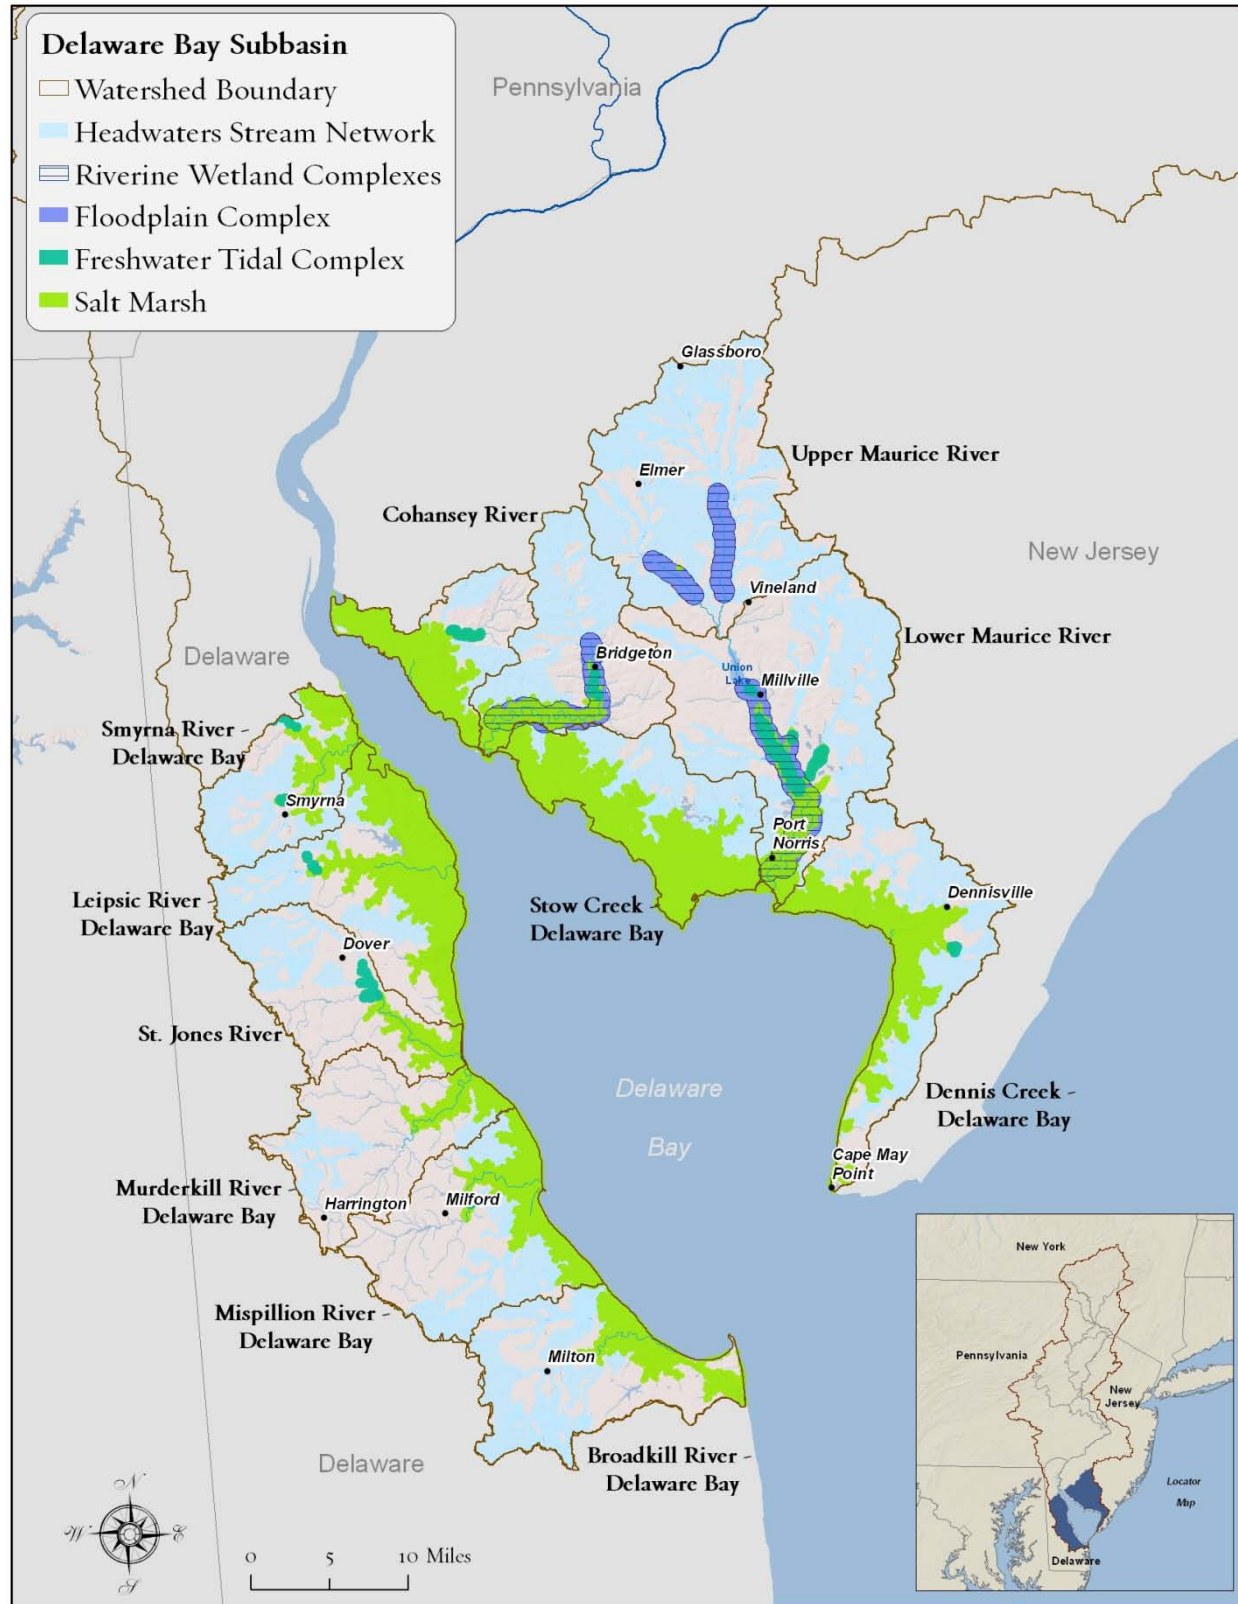 Delaware Bay Subbasin
Watershed Boundary
Headwaters Stream Network
Riverine Wetland Complexes
Floodplain Complex
Freshwater Tidal Complex
Salt Marsh
Pennsylvania
Glassboro
Upper Maurice River
Elmer
Cohansey River
New Jersey
Vineland
Lower Maurice River
Delaware
Bridgeton
Union
Lake
Millville
Smyrna River -
Delaware Bay
Smyrna
Port
Norris
Leipsic River -
Delaware Bay
Stow Creek -
Delaware Bay
Dennisville
Dover
St. Jones River
Delaware
Bay
Dennis Creek -
Delaware Bay
Cape May
Point
Murderkill River -
Delaware Bay
Harrington
Milford
Mispillion River -
Delaware Bay
Milton
Broadkill River -
Delaware Bay
Delaware
N
W
E
S
0 5 10 Miles
New York
Pennsylvania
New
Jersey
Locator
Map
Delaware